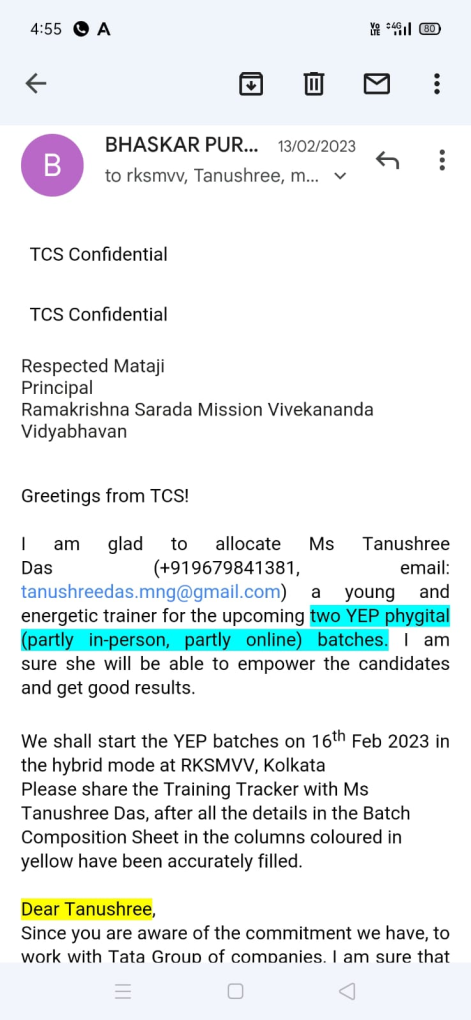 4:55 A Vo LTE 4G 80
B
BHASKAR PUR... 13/02/2023
to rksmvv, Tanushree, m...
TCS Confidential
TCS Confidential
Respected Mataji
Principal
Ramakrishna Sarada Mission Vivekananda
Vidyabhavan
Greetings from TCS!
I am glad to allocate Ms Tanushree
Das (+919679841381, email:
tanushreedas.mng@gmail.com) a young and
energetic trainer for the upcoming two YEP phygital
(partly in-person, partly online) batches. I am
sure she will be able to empower the candidates
and get good results.
We shall start the YEP batches on 16th Feb 2023 in
the hybrid mode at RKSMVV, Kolkata
Please share the Training Tracker with Ms
Tanushree Das, after all the details in the Batch
Composition Sheet in the columns coloured in
yellow have been accurately filled.
Dear Tanushree,
Since you are aware of the commitment we have, to
work with Tata Group of companies. I am sure that